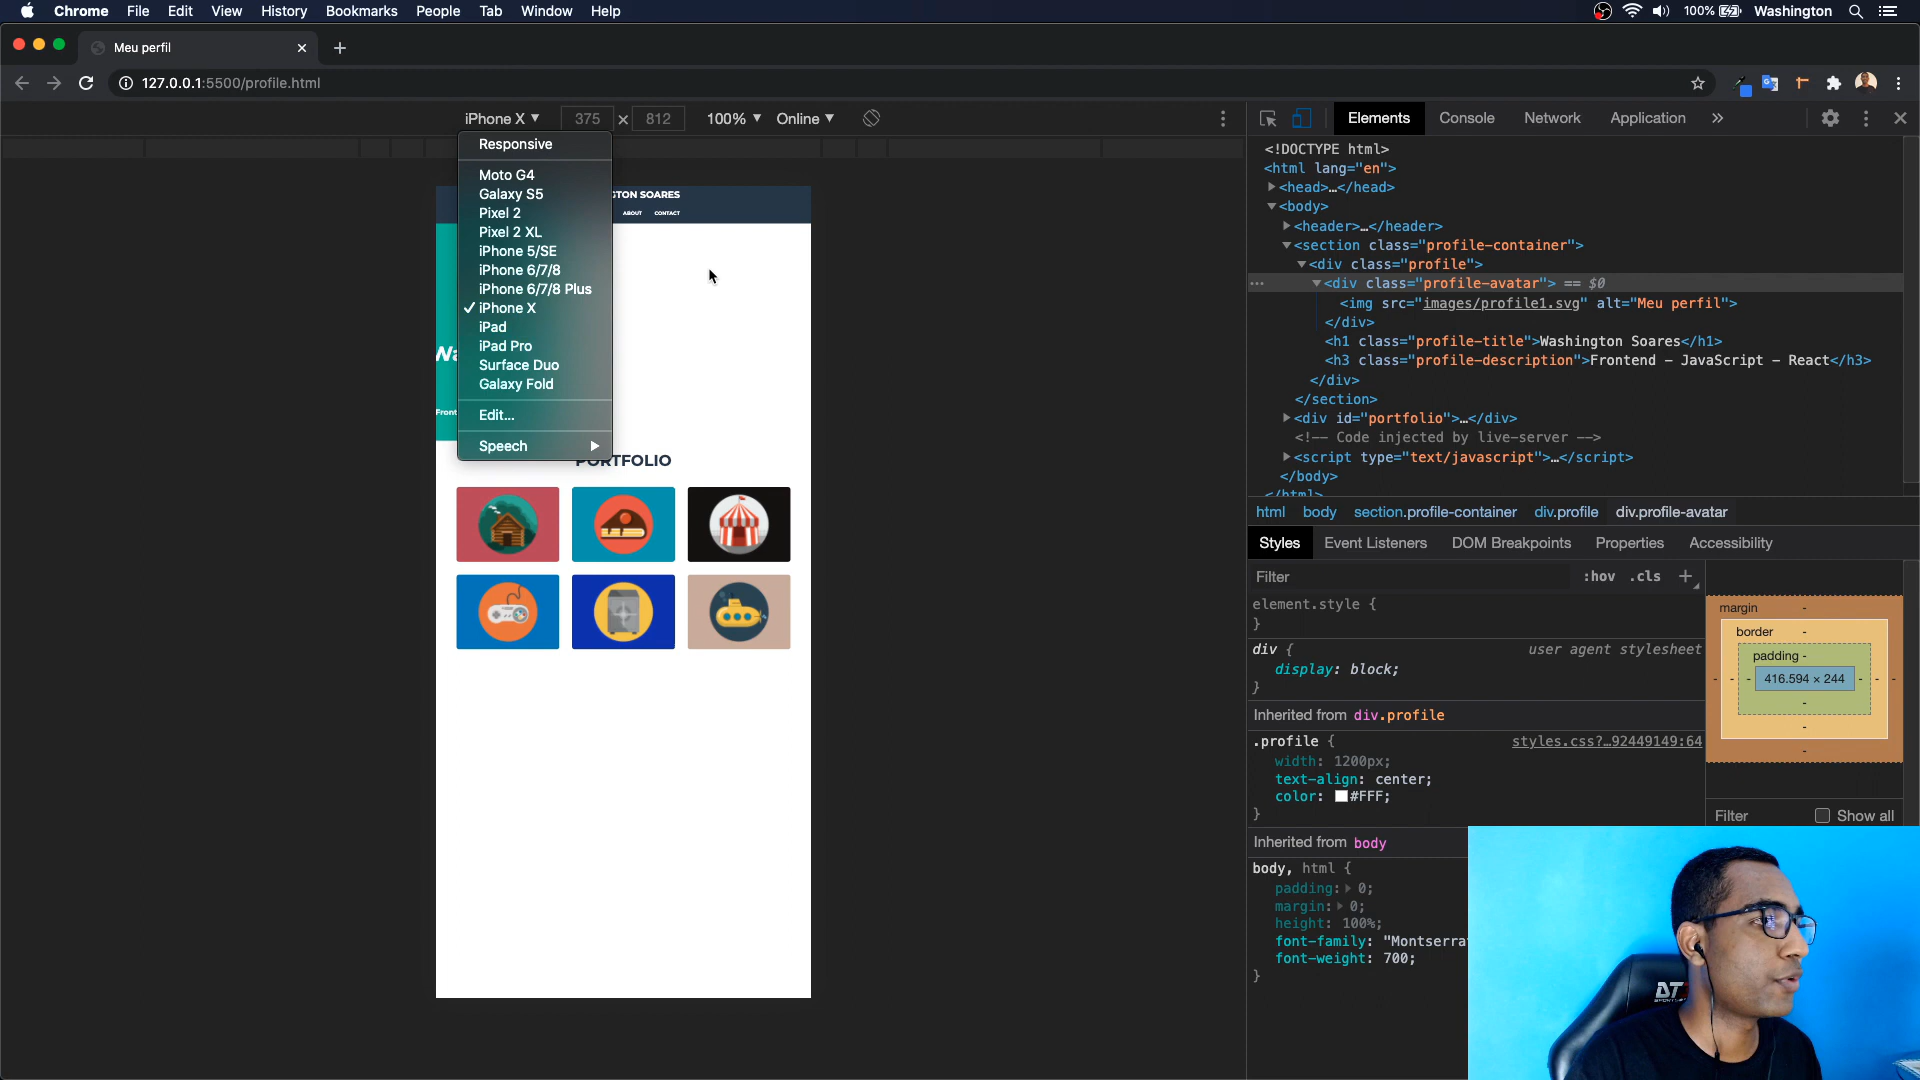 Chrome File Edit View History Bookmarks People Tab Window Help 100% Washington
Meu perfil
127.0.0.1:5500/profile.html
iPhone X 375 812 100% Online
Responsive
Moto G4
Galaxy S5
Pixel 2
Pixel 2 XL
iPhone 5/SE
iPhone 6/7/8
iPhone 6/7/8 Plus
✓ iPhone X
iPad
iPad Pro
Surface Duo
Galaxy Fold
Edit...
Speech
GTON SOARES
ABOUT CONTACT
Wa
Front
PORTFOLIO
Elements Console Network Application »
<!DOCTYPE html>
<html lang="en">
<head>…</head>
<body>
<header>…</header>
<section class="profile-container">
<div class="profile">
<div class="profile-avatar"> == $0
<img src="images/profile1.svg" alt="Meu perfil">
</div>
<h1 class="profile-title">Washington Soares</h1>
<h3 class="profile-description">Frontend - JavaScript - React</h3>
</div>
</section>
<div id="portfolio">…</div>
<!-- Code injected by live-server -->
<script type="text/javascript">…</script>
</body>
</html>
html body section.profile-container div.profile div.profile-avatar
Styles Event Listeners DOM Breakpoints Properties Accessibility
Filter :hov .cls +
element.style {
}
div { user agent stylesheet
display: block;
}
Inherited from div.profile
.profile { styles.css?…92449149:64
width: 1200px;
text-align: center;
color: #FFF;
}
Inherited from body
body, html {
padding: 0;
margin: 0;
height: 100%;
font-family: "Montserra
font-weight: 700;
}
margin -
border -
padding -
- - - 416.594 × 244 - - -
-
-
-
Filter Show all